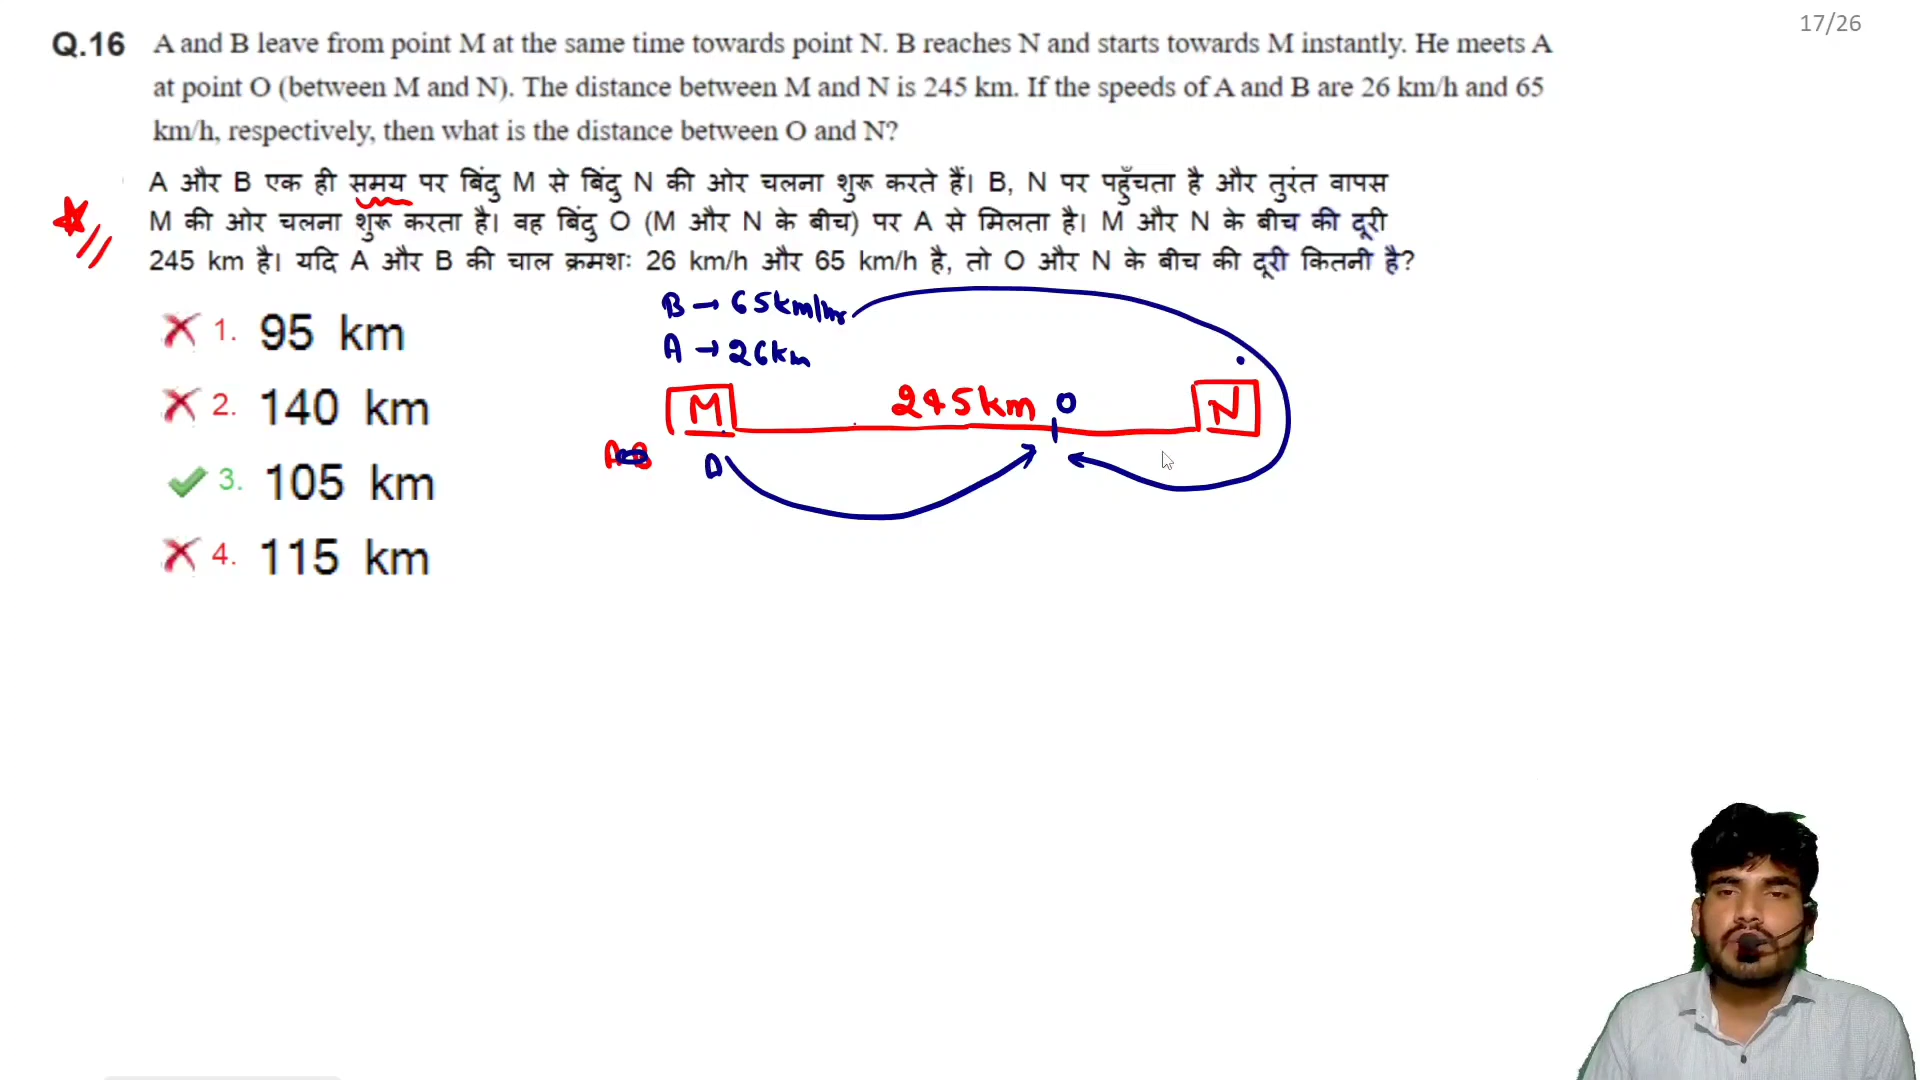 17/26
Q.16 A and B leave from point M at the same time towards point N. B reaches N and starts towards M instantly. He meets A
at point O (between M and N). The distance between M and N is 245 km. If the speeds of A and B are 26 km/h and 65
km/h, respectively, then what is the distance between O and N?
A और B एक ही समय पर बिंदु M से बिंदु N की ओर चलना शुरू करते हैं। B, N पर पहुँचता है और तुरंत वापस
M की ओर चलना शुरू करता है। वह बिंदु O (M और N के बीच) पर A से मिलता है। M और N के बीच की दूरी
245 km है। यदि A और B की चाल क्रमशः 26 km/h और 65 km/h है, तो O और N के बीच की दूरी कितनी है?
B → 65km/hr
A → 26km
1. 95 km
2. 140 km
3. 105 km
4. 115 km
M 245km O N
A